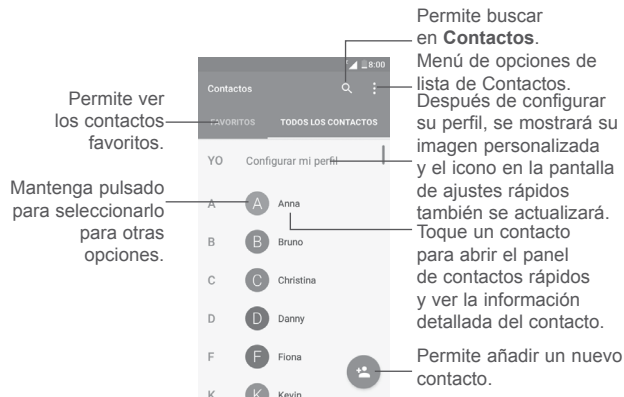 Permite buscar
en Contactos.
Menú de opciones de
lista de Contactos.
Después de configurar
su perfil, se mostrará su
imagen personalizada
y el icono en la pantalla
de ajustes rápidos
también se actualizará.
Toque un contacto
para abrir el panel
de contactos rápidos
y ver la información
detallada del contacto.
Permite añadir un nuevo
contacto.
Permite ver
los contactos
favoritos.
Mantenga pulsado
para seleccionarlo
para otras
opciones.
8:00
Contactos
FAVORITOS TODOS LOS CONTACTOS
YO Configurar mi perfil
A A Anna
B B Bruno
C C Christina
D D Danny
F F Fiona
K K Kevin